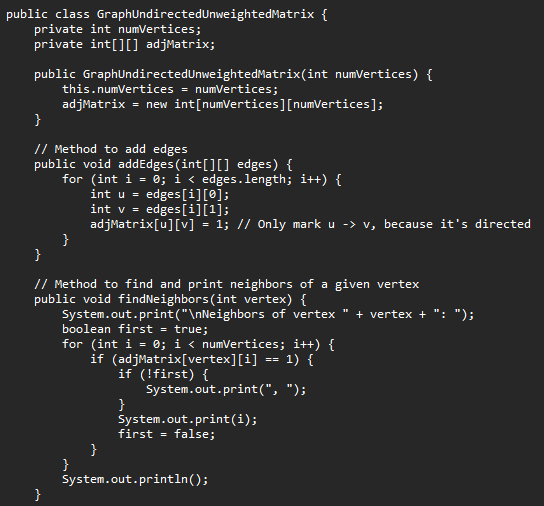 public class GraphUndirectedUnweightedMatrix {
    private int numVertices;
    private int[][] adjMatrix;

    public GraphUndirectedUnweightedMatrix(int numVertices) {
        this.numVertices = numVertices;
        adjMatrix = new int[numVertices][numVertices];
    }

    // Method to add edges
    public void addEdges(int[][] edges) {
        for (int i = 0; i < edges.length; i++) {
            int u = edges[i][0];
            int v = edges[i][1];
            adjMatrix[u][v] = 1; // Only mark u -> v, because it's directed
        }
    }

    // Method to find and print neighbors of a given vertex
    public void findNeighbors(int vertex) {
        System.out.print("\nNeighbors of vertex " + vertex + ": ");
        boolean first = true;
        for (int i = 0; i < numVertices; i++) {
            if (adjMatrix[vertex][i] == 1) {
                if (!first) {
                    System.out.print(", ");
                }
                System.out.print(i);
                first = false;
            }
        }
        System.out.println();
    }